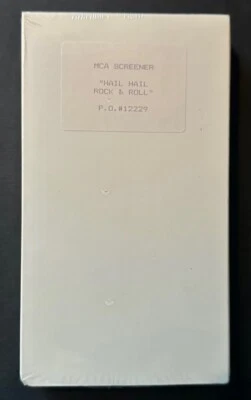 MCA SCREENER
"HAIL HAIL
ROCK & ROLL"
P.O.#12229